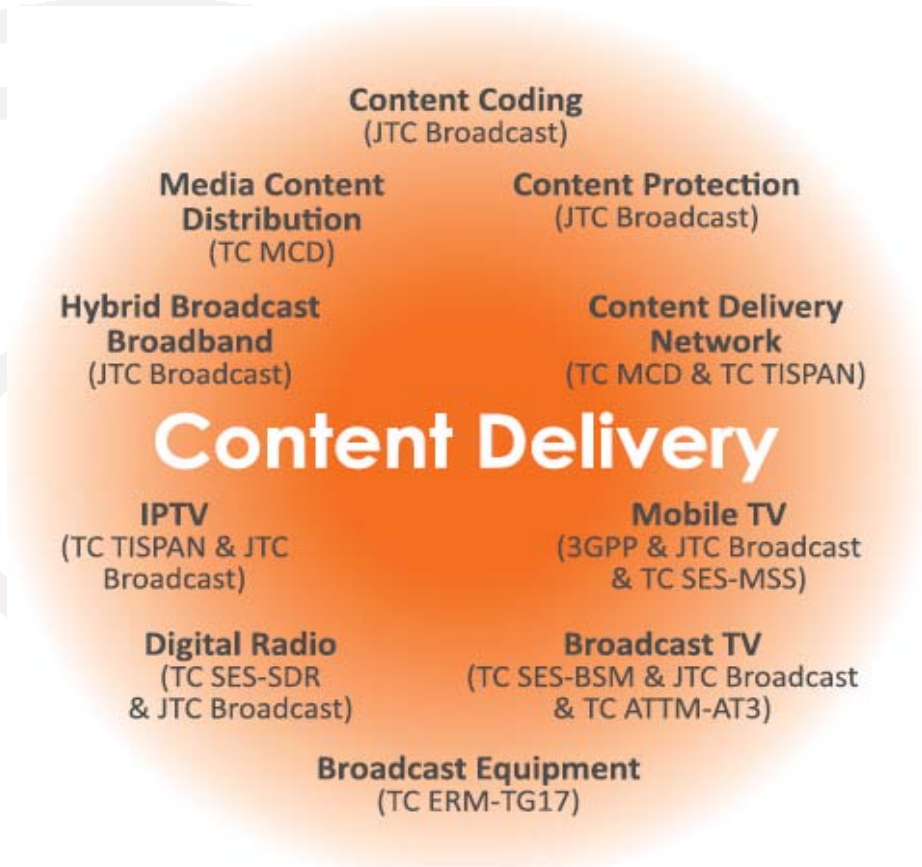 Content Coding
(JTC Broadcast)
Media Content
Distribution
(TC MCD)
Content Protection
(JTC Broadcast)
Hybrid Broadcast
Broadband
(JTC Broadcast)
Content Delivery
Network
(TC MCD & TC TISPAN)
Content Delivery
IPTV
(TC TISPAN & JTC
Broadcast)
Mobile TV
(3GPP & JTC Broadcast
& TC SES-MSS)
Digital Radio
(TC SES-SDR
& JTC Broadcast)
Broadcast TV
(TC SES-BSM & JTC Broadcast
& TC ATTM-AT3)
Broadcast Equipment
(TC ERM-TG17)